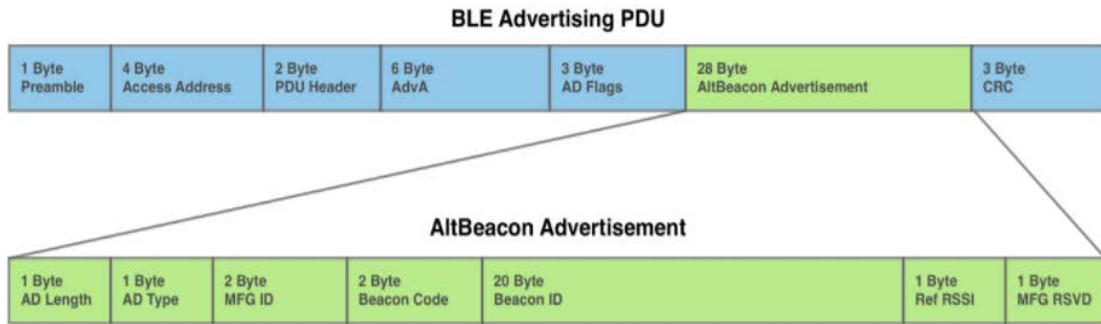 BLE Advertising PDU
1 Byte
Preamble
4 Byte
Access Address
2 Byte
PDU Header
6 Byte
AdvA
3 Byte
AD Flags
28 Byte
AltBeacon Advertisement
3 Byte
CRC
AltBeacon Advertisement
1 Byte
AD Length
1 Byte
AD Type
2 Byte
MFG ID
2 Byte
Beacon Code
20 Byte
Beacon ID
1 Byte
Ref RSSI
1 Byte
MFG RSVD